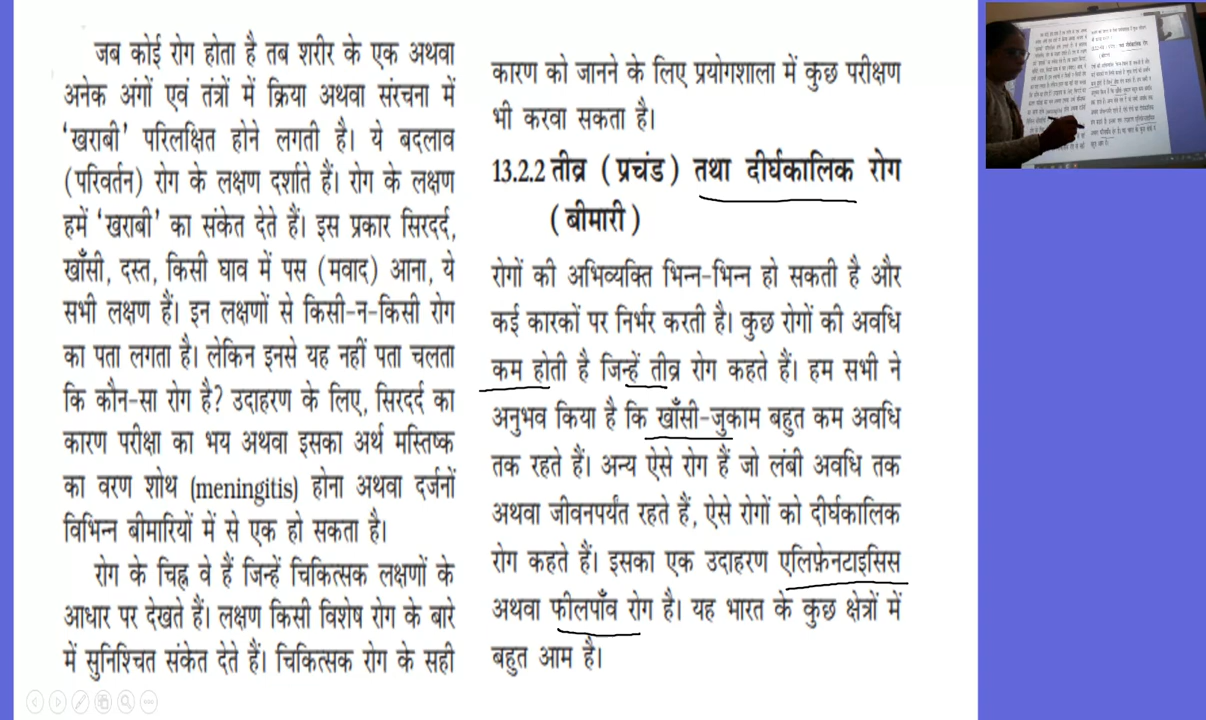 जब कोई रोग होता है तब शरीर के एक अथवा
अनेक अंगों एवं तंत्रों में क्रिया अथवा संरचना में
‘खराबी’ परिलक्षित होने लगती है। ये बदलाव
(परिवर्तन) रोग के लक्षण दर्शाते हैं। रोग के लक्षण
हमें ‘खराबी’ का संकेत देते हैं। इस प्रकार सिरदर्द,
खाँसी, दस्त, किसी घाव में पस (मवाद) आना, ये
सभी लक्षण हैं। इन लक्षणों से किसी-न-किसी रोग
का पता लगता है। लेकिन इनसे यह नहीं पता चलता
कि कौन-सा रोग है? उदाहरण के लिए, सिरदर्द का
कारण परीक्षा का भय अथवा इसका अर्थ मस्तिष्क
का वरण शोथ (meningitis) होना अथवा दर्जनों
विभिन्न बीमारियों में से एक हो सकता है।
रोग के चिह्न वे हैं जिन्हें चिकित्सक लक्षणों के
आधार पर देखते हैं। लक्षण किसी विशेष रोग के बारे
में सुनिश्चित संकेत देते हैं। चिकित्सक रोग के सही
कारण को जानने के लिए प्रयोगशाला में कुछ परीक्षण
भी करवा सकता है।
13.2.2 तीव्र (प्रचंड) तथा दीर्घकालिक रोग
(बीमारी)
रोगों की अभिव्यक्ति भिन्न-भिन्न हो सकती है और
कई कारकों पर निर्भर करती है। कुछ रोगों की अवधि
कम होती है जिन्हें तीव्र रोग कहते हैं। हम सभी ने
अनुभव किया है कि खाँसी-जुकाम बहुत कम अवधि
तक रहते हैं। अन्य ऐसे रोग हैं जो लंबी अवधि तक
अथवा जीवनपर्यंत रहते हैं, ऐसे रोगों को दीर्घकालिक
रोग कहते हैं। इसका एक उदाहरण एलिफ़ेनटाइसिस
अथवा फीलपाँव रोग है। यह भारत के कुछ क्षेत्रों में
बहुत आम है।